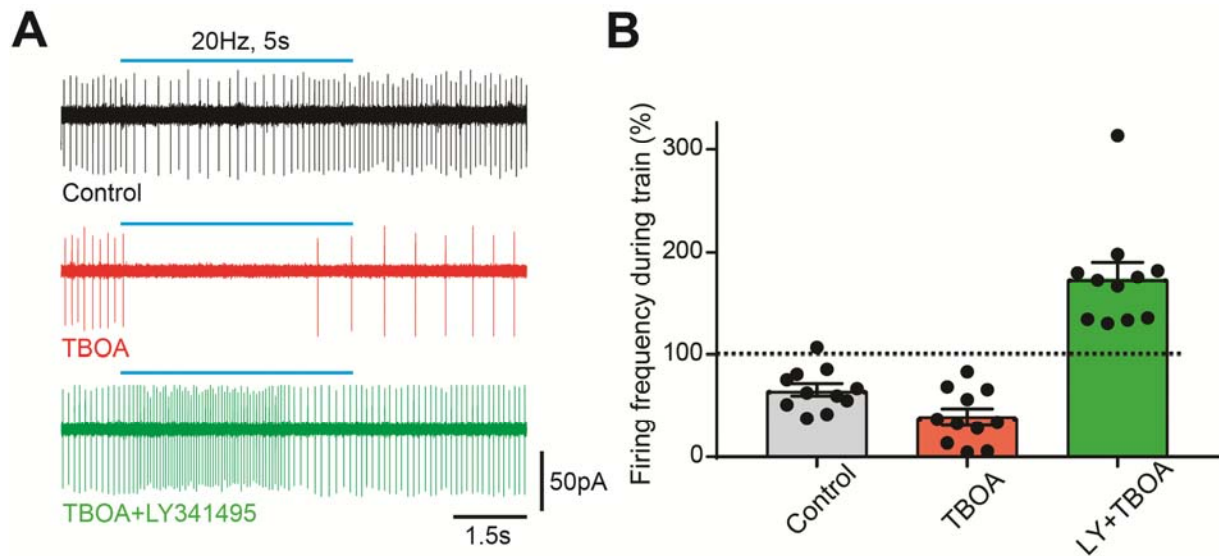 A
20Hz, 5s
Control
TBOA
TBOA+LY341495
50pA
1.5s
B
Firing frequency during train (%)
300
200
100
0
Control
TBOA
LY+TBOA